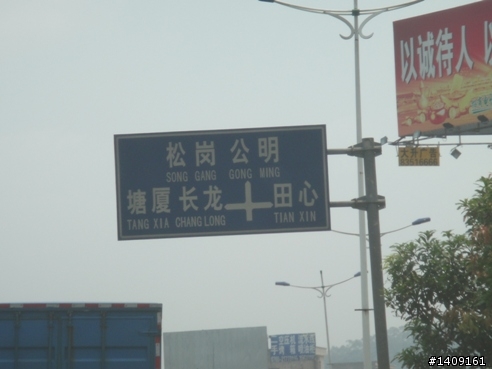 以诚待人 以
松岗 公明
SONG GANG GONG MING
塘厦 长龙 田心
TANG XIA CHANG LONG TIAN XIN
#1409161